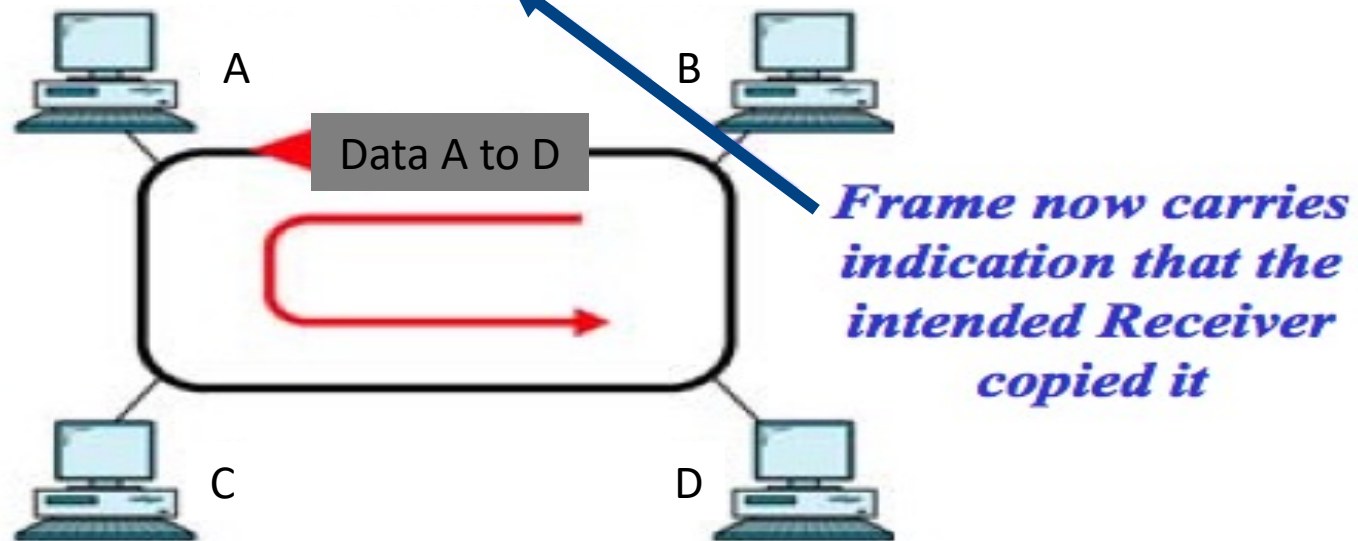 A
B
Data A to D
Frame now carries
indication that the
intended Receiver
copied it
C
D